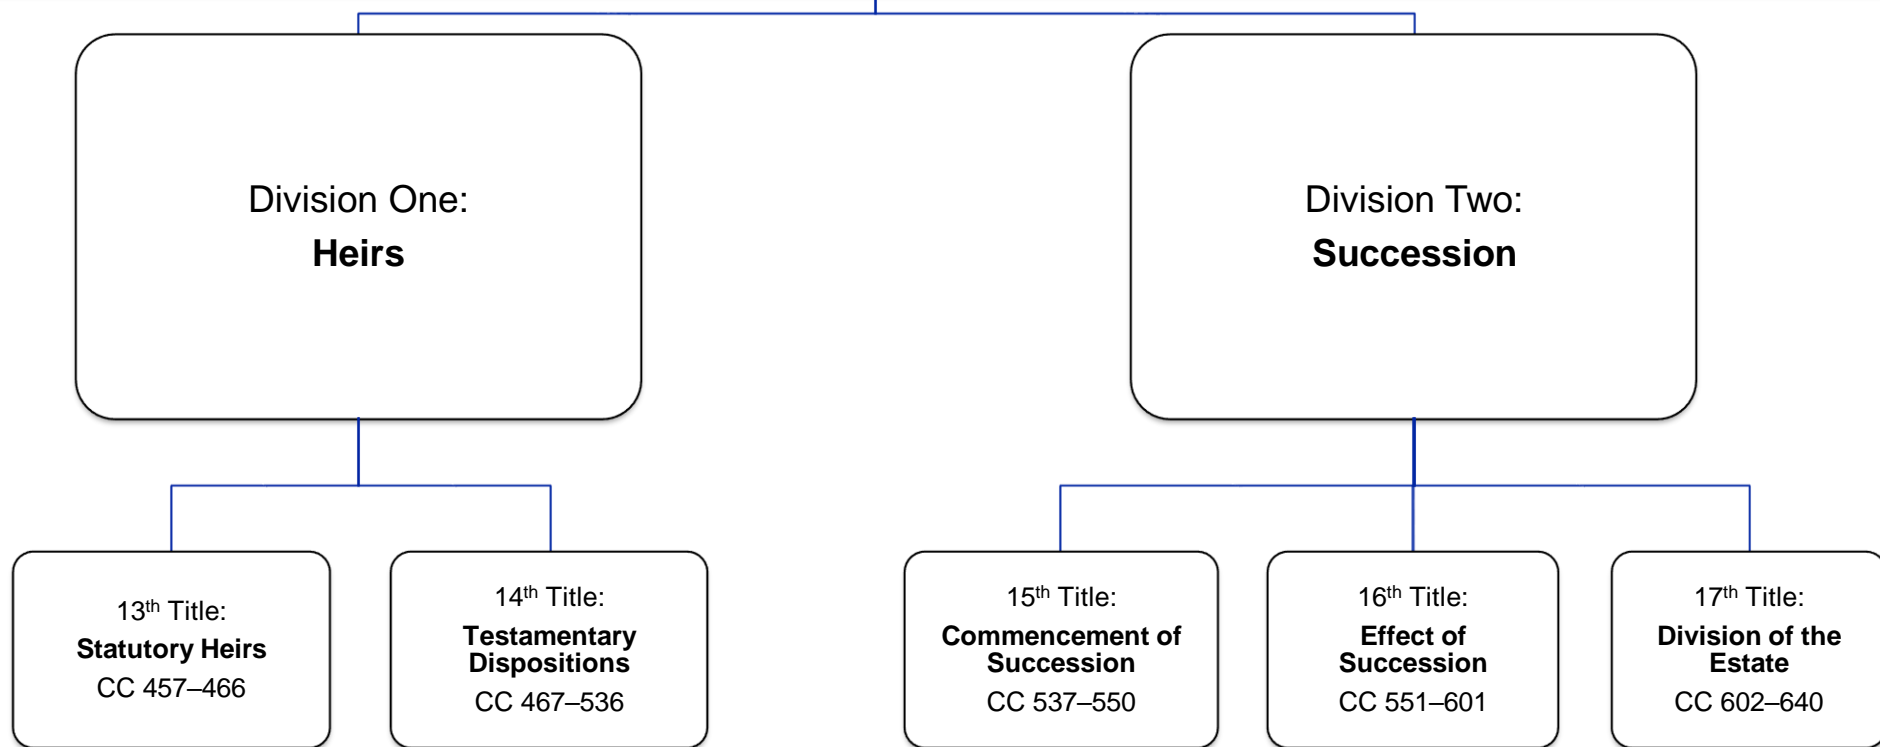 Division One:
Heirs
Division Two:
Succession
13th Title:
Statutory Heirs
CC 457–466
14th Title:
Testamentary
Dispositions
CC 467–536
15th Title:
Commencement of
Succession
CC 537–550
16th Title:
Effect of
Succession
CC 551–601
17th Title:
Division of the
Estate
CC 602–640